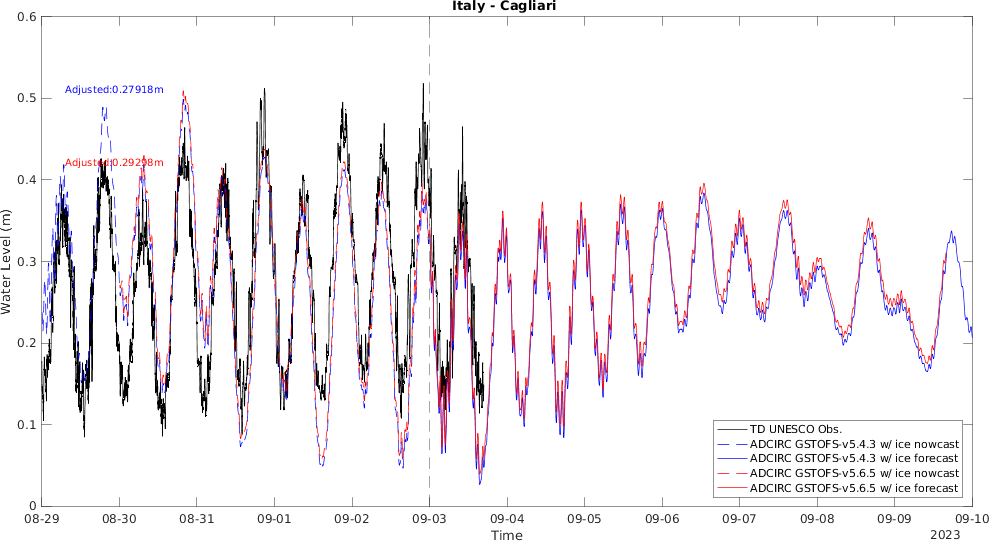 Italy - Cagliari
0.6
0.5
0.4
0.3
0.2
0.1
0
Water Level (m)
Adjusted:0.27918m
Adjusted:0.29298m
TD UNESCO Obs.
ADCIRC GSTOFS-v5.4.3 w/ ice nowcast
ADCIRC GSTOFS-v5.4.3 w/ ice forecast
ADCIRC GSTOFS-v5.6.5 w/ ice nowcast
ADCIRC GSTOFS-v5.6.5 w/ ice forecast
08-29 08-30 08-31 09-01 09-02 09-03 09-04 09-05 09-06 09-07 09-08 09-09 09-10
Time
2023